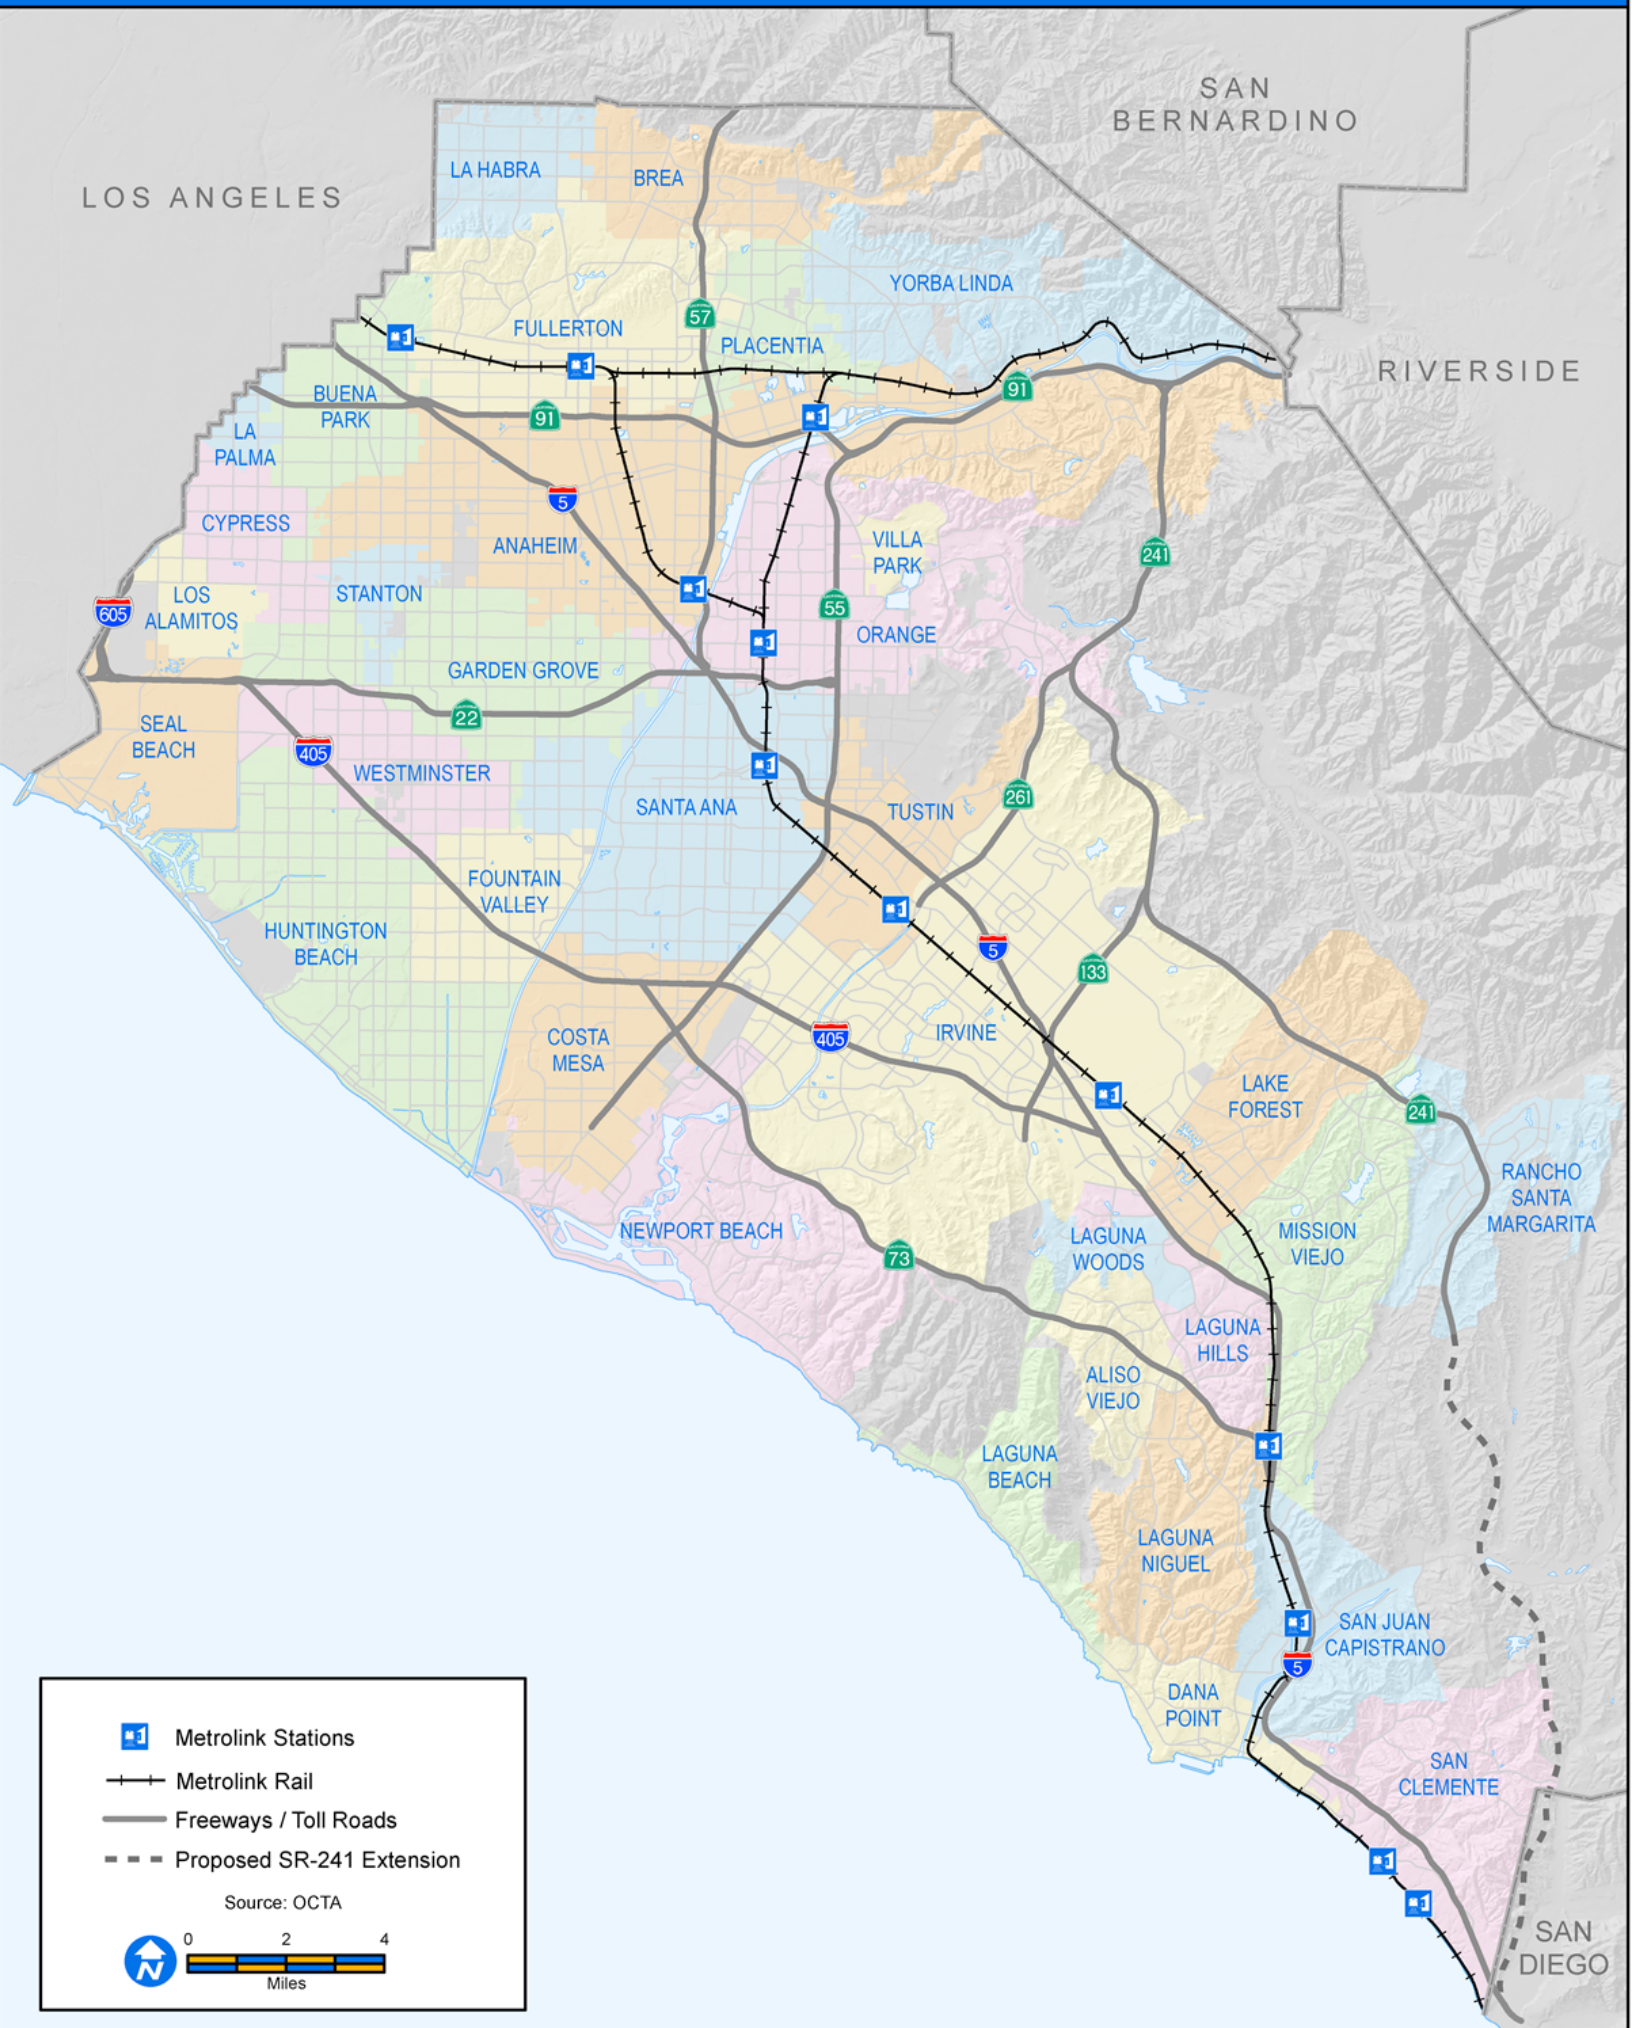 SAN
BERNARDINO
LOS ANGELES
LA HABRA
BREA
YORBA LINDA
57
FULLERTON
PLACENTIA
RIVERSIDE
91
BUENA
PARK
91
LA
PALMA
5
CYPRESS
ANAHEIM
VILLA
PARK
241
STANTON
LOS
ALAMITOS
605
55
ORANGE
GARDEN GROVE
22
SEAL
BEACH
405
WESTMINSTER
261
SANTA ANA
TUSTIN
FOUNTAIN
VALLEY
HUNTINGTON
BEACH
5
133
COSTA
MESA
405
IRVINE
LAKE
FOREST
241
RANCHO
SANTA
MARGARITA
NEWPORT BEACH
LAGUNA
WOODS
MISSION
VIEJO
73
LAGUNA
HILLS
ALISO
VIEJO
LAGUNA
BEACH
LAGUNA
NIGUEL
SAN JUAN
CAPISTRANO
5
DANA
POINT
SAN
CLEMENTE
SAN
DIEGO
Metrolink Stations
Metrolink Rail
Freeways / Toll Roads
Proposed SR-241 Extension
Source: OCTA
0 2 4
N
Miles